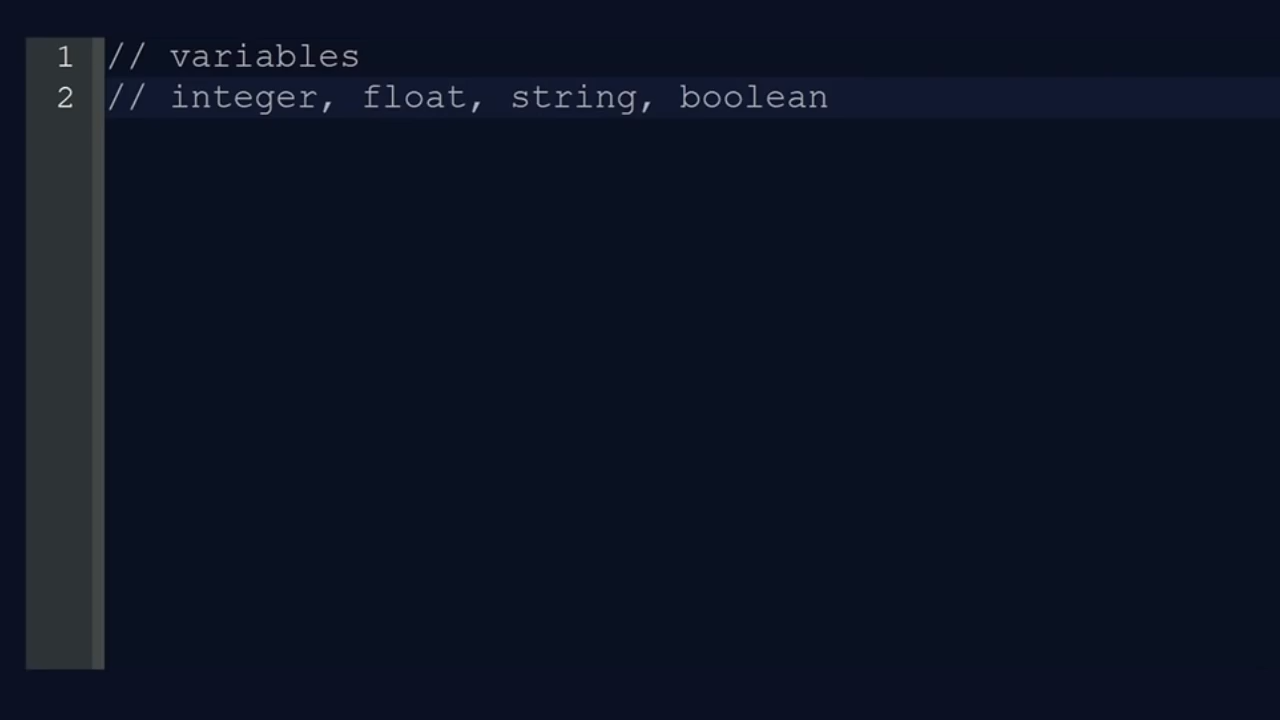 1 // variables
2 // integer, float, string, boolean